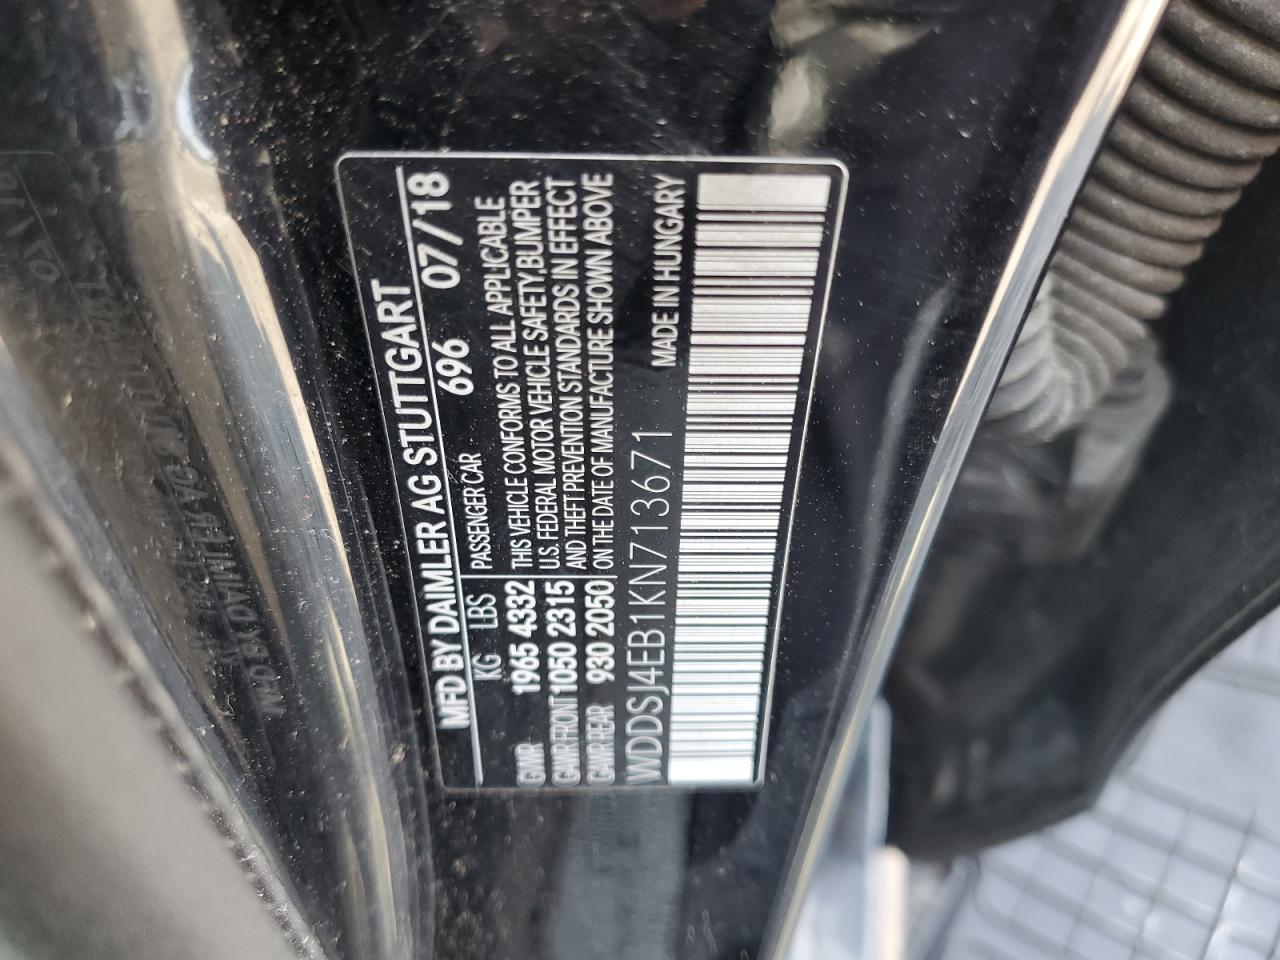 MFD BY DAIMLER AG STUTTGART
KG LBS 696 07/18
PASSENGER CAR
GVWR 1965 4332 THIS VEHICLE CONFORMS TO ALL APPLICABLE
GAWR FRONT 1050 2315 U.S. FEDERAL MOTOR VEHICLE SAFETY,BUMPER
GAWR REAR 930 2050 AND THEFT PREVENTION STANDARDS IN EFFECT
ON THE DATE OF MANUFACTURE SHOWN ABOVE
WDDSJ4EB1KN713671 MADE IN HUNGARY